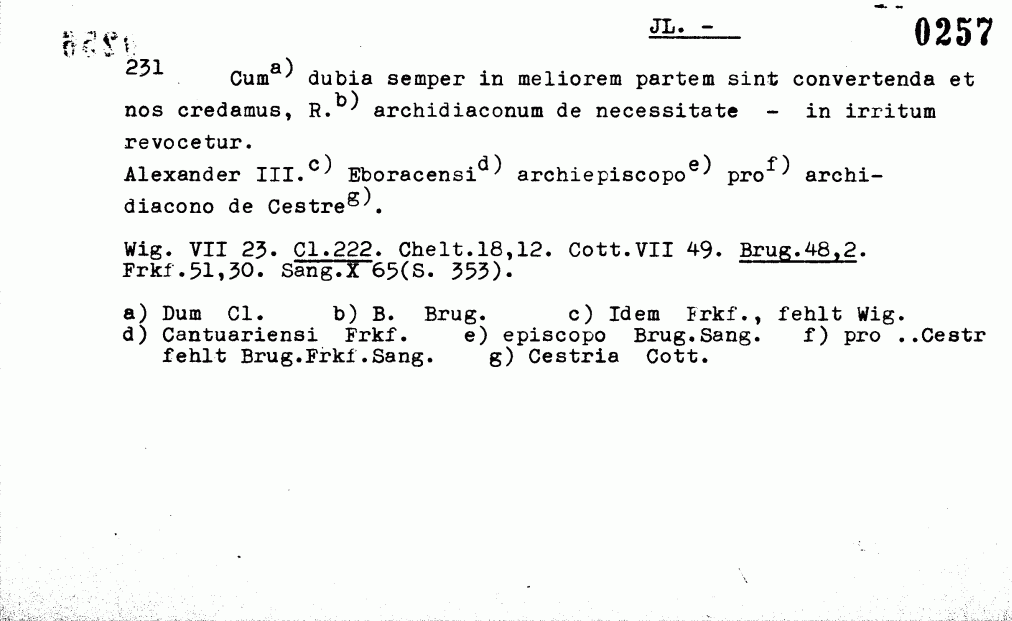 JL. -
0257
231 Cum a) dubia semper in meliorem partem sint convertenda et
nos credamus, R. b) archidiaconum de necessitate - in irritum
revocetur.
Alexander III. c) Eboracensi d) archiepiscopo e) pro f) archi-
diacono de Cestre g).
Wig. VII 23. Cl.222. Chelt.18,12. Cott.VII 49. Brug.48,2.
Frkf.51,30. Sang.X 65(S. 353).
a) Dum Cl. b) B. Brug. c) Idem Frkf., fehlt Wig.
d) Cantuariensi Frkf. e) episcopo Brug.Sang. f) pro ..Cestr
fehlt Brug.Frkf.Sang. g) Cestria Cott.